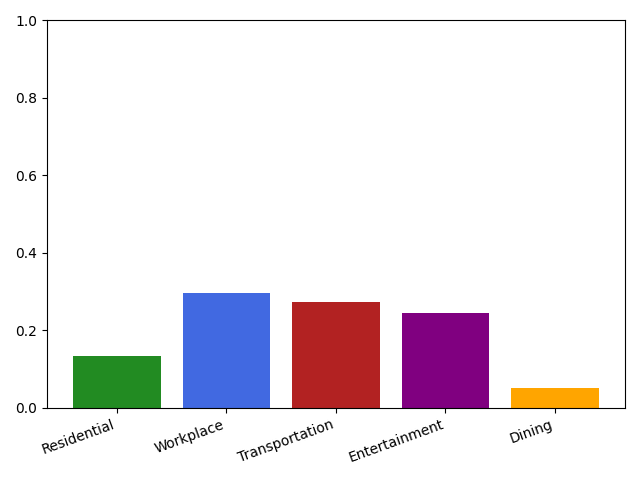 1.0
0.8
0.6
0.4
0.2
0.0
Residential
Workplace
Transportation
Entertainment
Dining